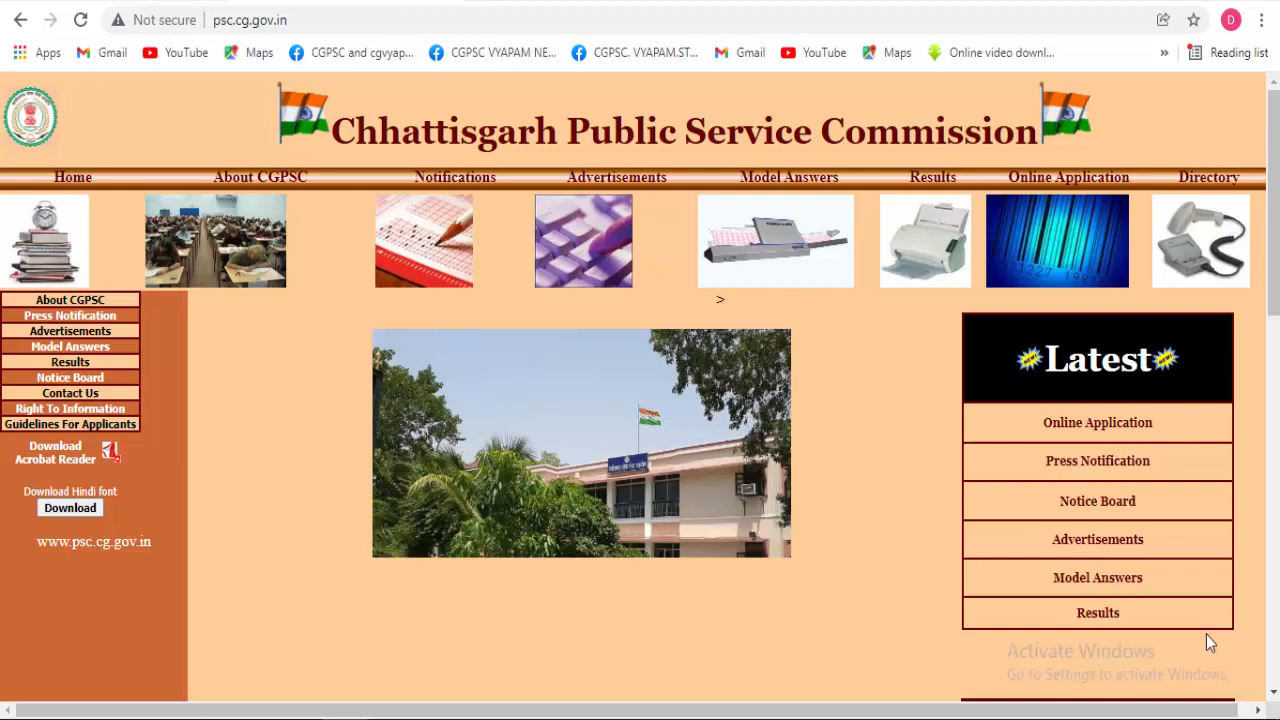 Not secure | psc.cg.gov.in
D
Apps Gmail YouTube Maps CGPSC and cgvyap... CGPSC VYAPAM NE... CGPSC. VYAPAM.ST... Gmail YouTube Maps Online video downl... » Reading list
Chhattisgarh Public Service Commission
Home About CGPSC Notifications Advertisements Model Answers Results Online Application Directory
>
About CGPSC
Press Notification
Advertisements
Model Answers
Results
Notice Board
Contact Us
Right To Information
Guidelines For Applicants
Download
Acrobat Reader
Download Hindi font
Download
www.psc.cg.gov.in
Latest
Online Application
Press Notification
Notice Board
Advertisements
Model Answers
Results
Activate Windows
Go to Settings to activate Windows.